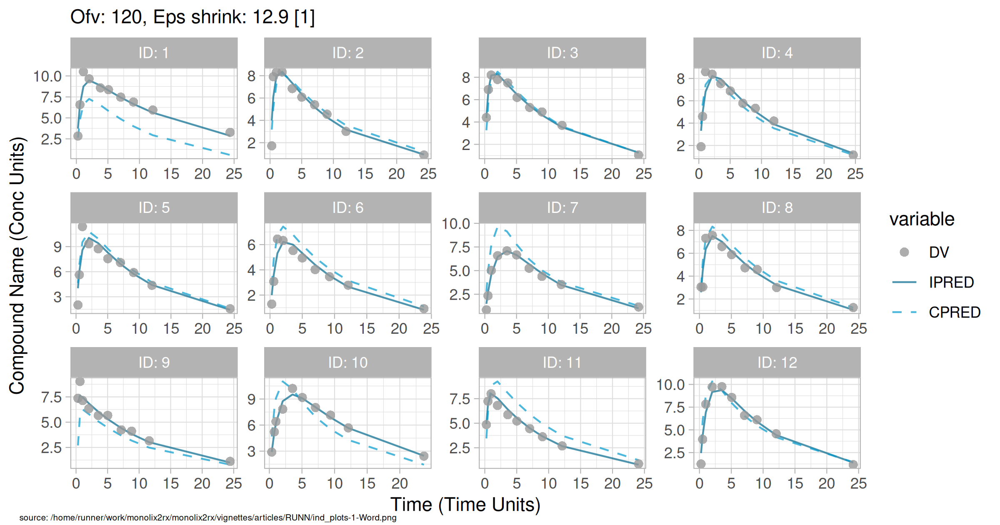 Ofv: 120, Eps shrink: 12.9 [1]
Compound Name (Conc Units)
ID: 1
ID: 2
ID: 3
ID: 4
10.0
7.5
5.0
2.5
8
6
4
2
8
6
4
2
8
6
4
2
0 5 10 15 20 25
0 5 10 15 20 25
0 5 10 15 20 25
0 5 10 15 20 25
ID: 5
ID: 6
ID: 7
ID: 8
9
6
3
6
4
2
10.0
7.5
5.0
2.5
8
6
4
2
0 5 10 15 20 25
0 5 10 15 20 25
0 5 10 15 20 25
0 5 10 15 20 25
ID: 9
ID: 10
ID: 11
ID: 12
7.5
5.0
2.5
9
6
3
7.5
5.0
2.5
10.0
7.5
5.0
2.5
0 5 10 15 20 25
0 5 10 15 20
0 5 10 15 20 25
0 5 10 15 20 25
Time (Time Units)
variable
DV
IPRED
CPRED
source: /home/runner/work/monolix2rx/monolix2rx/vignettes/articles/RUNN/ind_plots-1-Word.png